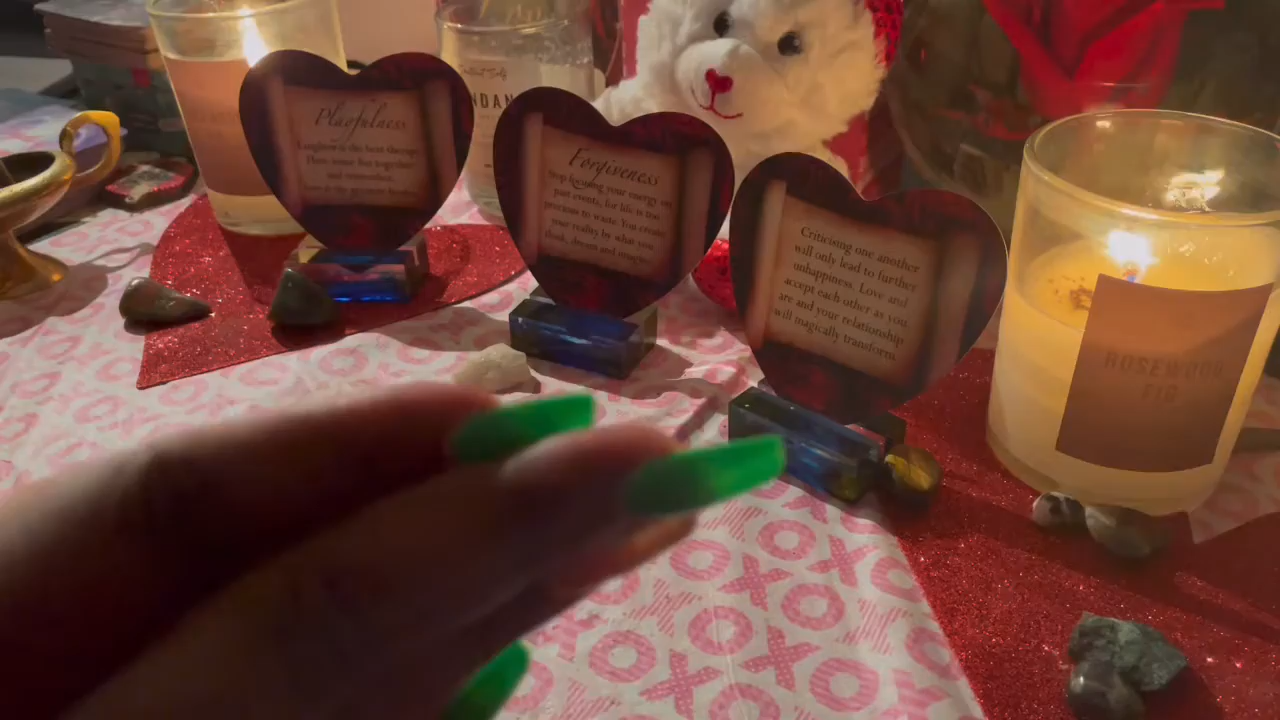 Playfulness
Laughter is the best therapy.
Forgiveness
Stop focusing your energy on
past events, for life is too
precious to waste. You create
your reality by what you
think, dream and imagine.
Criticising one another
will only lead to further
unhappiness. Love and
accept each other as you
are and your relationship
will magically transform.
ROSEWOOD
FIG
XOXO